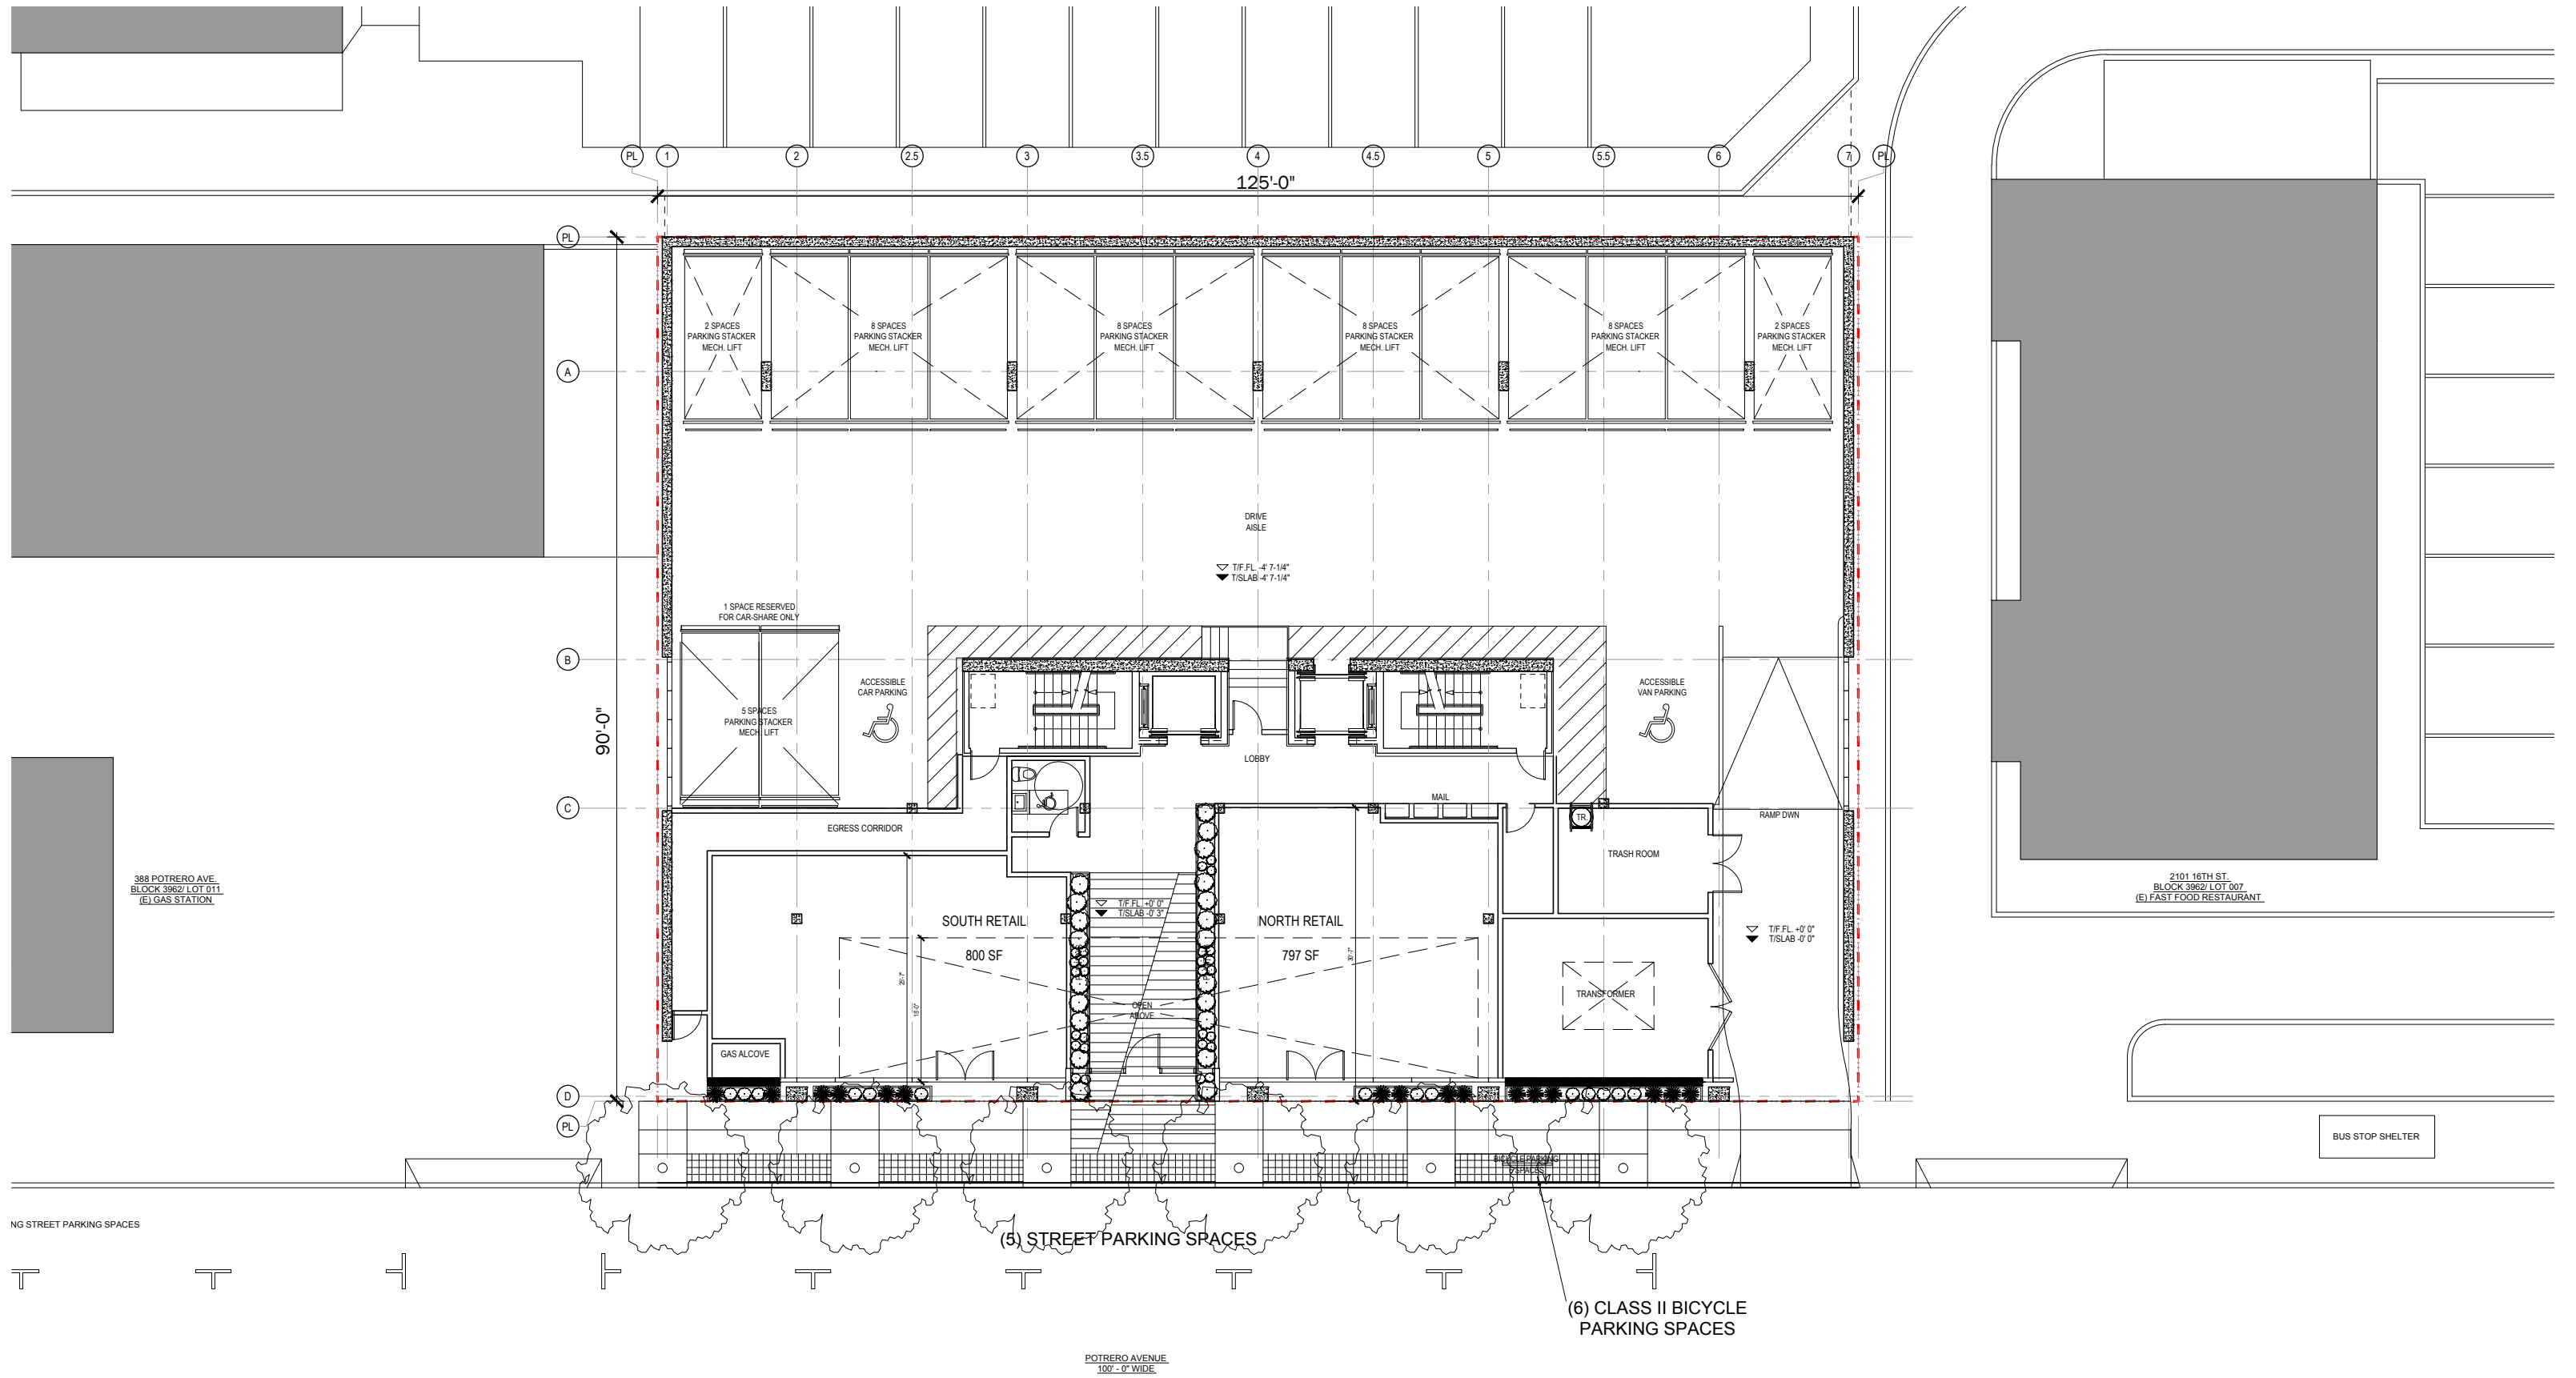 PL
1
2
2.5
3
3.5
4
4.5
5
5.5
6
7
PL
125'-0"
PL
2 SPACES
PARKING STACKER
MECH. LIFT
8 SPACES
PARKING STACKER
MECH. LIFT
8 SPACES
PARKING STACKER
MECH. LIFT
8 SPACES
PARKING STACKER
MECH. LIFT
8 SPACES
PARKING STACKER
MECH. LIFT
2 SPACES
PARKING STACKER
MECH. LIFT
A
DRIVE
AISLE
T/F.FL. -4' 7-1/4"
T/SLAB -4' 7-1/4"
1 SPACE RESERVED
FOR CAR-SHARE ONLY
B
ACCESSIBLE
CAR PARKING
ACCESSIBLE
VAN PARKING
5 SPACES
PARKING STACKER
MECH. LIFT
90'-0"
LOBBY
MAIL
C
EGRESS CORRIDOR
TR.
RAMP DWN
TRASH ROOM
388 POTRERO AVE.
BLOCK 3962/ LOT 011
(E) GAS STATION
2101 16TH ST.
BLOCK 3962/ LOT 007
(E) FAST FOOD RESTAURANT
T/F.FL. +0' 0"
T/SLAB -0' 3"
SOUTH RETAIL
800 SF
NORTH RETAIL
797 SF
T/F.FL. +0' 0"
T/SLAB -0' 0"
16'-0"
TRANSFORMER
OPEN
ABOVE
GAS ALCOVE
D
PL
BUS STOP SHELTER
BICYCLE PARKING
SPACES
NG STREET PARKING SPACES
(5) STREET PARKING SPACES
(6) CLASS II BICYCLE
PARKING SPACES
POTRERO AVENUE
100' - 0" WIDE